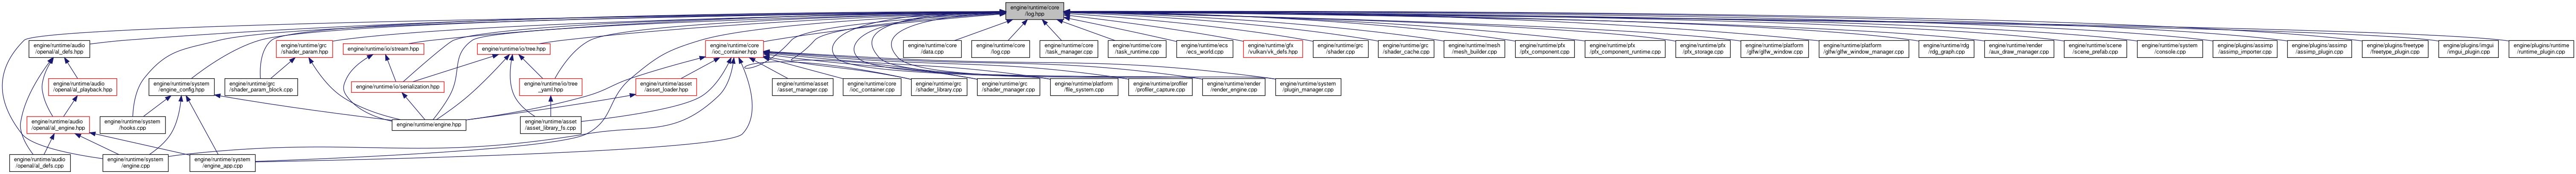 engine/runtime/core
/log.hpp
engine/runtime/audio
/openal/al_defs.hpp
engine/runtime/grc
/shader_param.hpp
engine/runtime/io/stream.hpp
engine/runtime/io/tree.hpp
engine/runtime/core
/ioc_container.hpp
engine/runtime/core
/data.cpp
engine/runtime/core
/log.cpp
engine/runtime/core
/task_manager.cpp
engine/runtime/core
/task_runtime.cpp
engine/runtime/ecs
/ecs_world.cpp
engine/runtime/gfx
/vulkan/vk_defs.hpp
engine/runtime/grc
/shader.cpp
engine/runtime/grc
/shader_cache.cpp
engine/runtime/mesh
/mesh_builder.cpp
engine/runtime/pfx
/pfx_component.cpp
engine/runtime/pfx
/pfx_component_runtime.cpp
engine/runtime/pfx
/pfx_storage.cpp
engine/runtime/platform
/glfw/glfw_window.cpp
engine/runtime/platform
/glfw/glfw_window_manager.cpp
engine/runtime/rdg
/rdg_graph.cpp
engine/runtime/render
/aux_draw_manager.cpp
engine/runtime/scene
/scene_prefab.cpp
engine/runtime/system
/console.cpp
engine/plugins/assimp
/assimp_importer.cpp
engine/plugins/assimp
/assimp_plugin.cpp
engine/plugins/freetype
/freetype_plugin.cpp
engine/plugins/imgui
/imgui_plugin.cpp
engine/plugins/runtime
/runtime_plugin.cpp
engine/runtime/audio
/openal/al_playback.hpp
engine/runtime/system
/engine_config.hpp
engine/runtime/grc
/shader_param_block.cpp
engine/runtime/io/serialization.hpp
engine/runtime/io/tree
_yaml.hpp
engine/runtime/asset
/asset_loader.hpp
engine/runtime/asset
/asset_manager.cpp
engine/runtime/core
/ioc_container.cpp
engine/runtime/grc
/shader_library.cpp
engine/runtime/grc
/shader_manager.cpp
engine/runtime/platform
/file_system.cpp
engine/runtime/profiler
/profiler_capture.cpp
engine/runtime/render
/render_engine.cpp
engine/runtime/system
/plugin_manager.cpp
engine/runtime/audio
/openal/al_engine.hpp
engine/runtime/system
/hooks.cpp
engine/runtime/engine.hpp
engine/runtime/asset
/asset_library_fs.cpp
engine/runtime/audio
/openal/al_defs.cpp
engine/runtime/system
/engine.cpp
engine/runtime/system
/engine_app.cpp